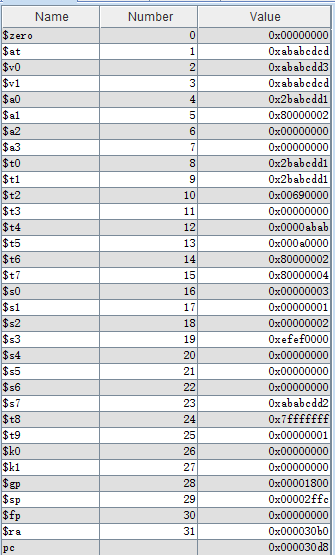 Name Number Value
$zero 0 0x00000000
$at 1 0xababcdcd
$v0 2 0xababcdd3
$v1 3 0xababcdcd
$a0 4 0x2babcdd1
$a1 5 0x80000002
$a2 6 0x00000000
$a3 7 0x00000000
$t0 8 0x2babcdd1
$t1 9 0x2babcdd1
$t2 10 0x00690000
$t3 11 0x00000000
$t4 12 0x0000abab
$t5 13 0x000a0000
$t6 14 0x80000002
$t7 15 0x80000004
$s0 16 0x00000003
$s1 17 0x00000001
$s2 18 0x00000002
$s3 19 0xefef0000
$s4 20 0x00000000
$s5 21 0x00000000
$s6 22 0x00000000
$s7 23 0xababcdd2
$t8 24 0x7fffffff
$t9 25 0x00000001
$k0 26 0x00000000
$k1 27 0x00000000
$gp 28 0x00001800
$sp 29 0x00002ffc
$fp 30 0x00000000
$ra 31 0x000030b0
pc 0x000030d8